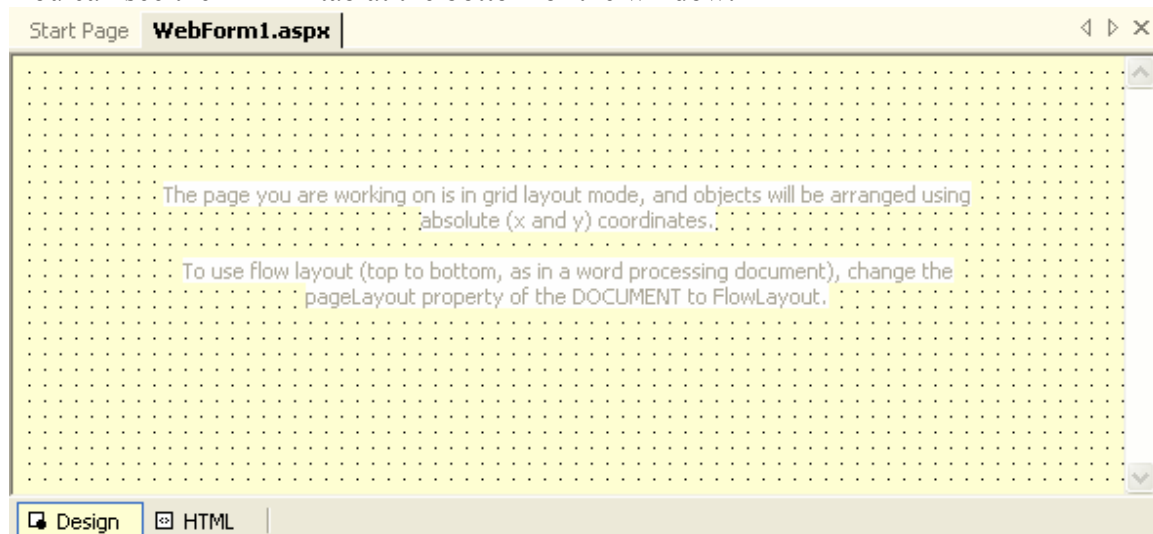 Start Page WebForm1.aspx
The page you are working on is in grid layout mode, and objects will be arranged using
absolute (x and y) coordinates.
To use flow layout (top to bottom, as in a word processing document), change the
pageLayout property of the DOCUMENT to FlowLayout.
Design HTML